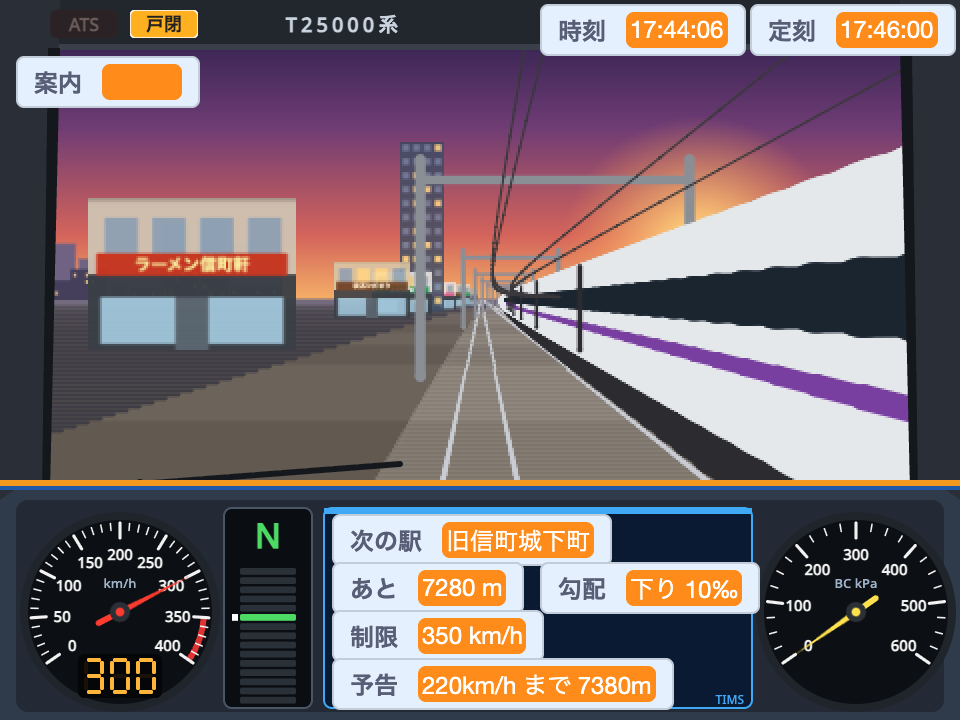 ATS
戸閉
T25000系
時刻 17:44:06
定刻 17:46:00
案内
ラーメン信町軒
km/h
0
50
100
150
200
250
300
350
400
300
N
次の駅 旧信町城下町
あと 7280 m
勾配 下り 10‰
制限 350 km/h
予告 220km/h まで 7380m
TIMS
BC kPa
0
100
200
300
400
500
600